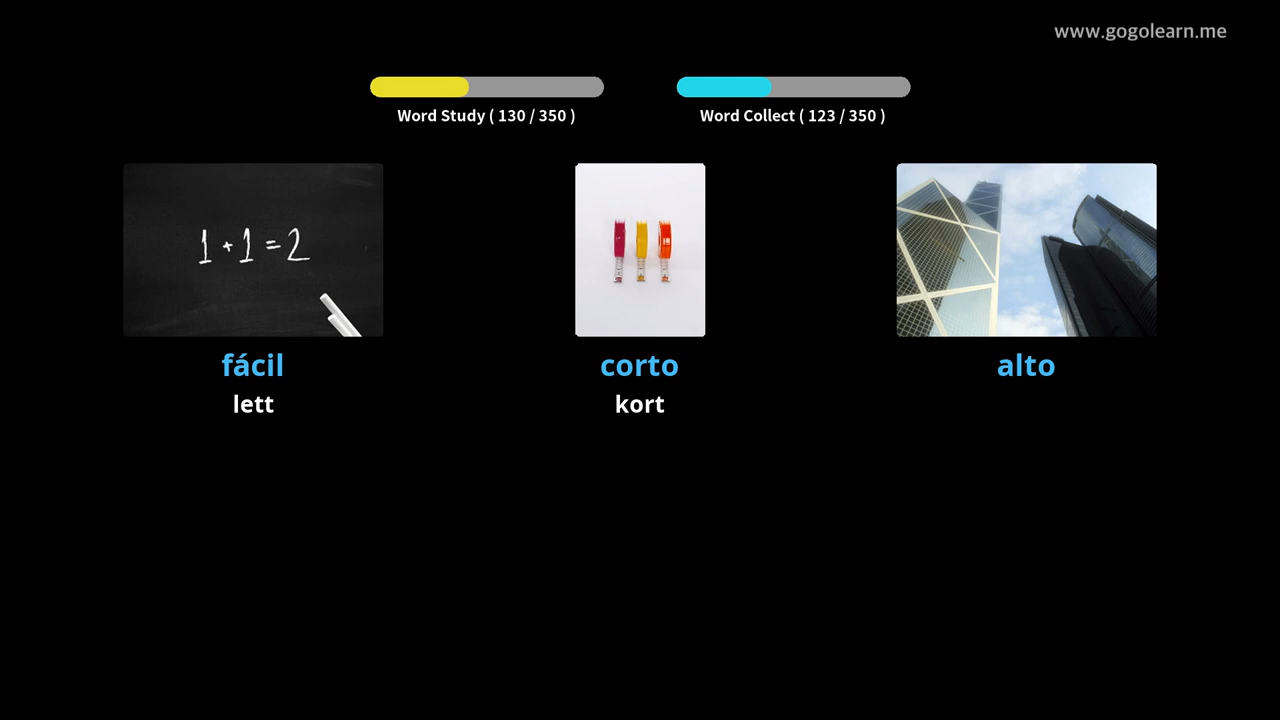 www.gogolearn.me
Word Study ( 130 / 350 )
Word Collect ( 123 / 350 )
1 + 1 = 2
fácil
corto
alto
lett
kort